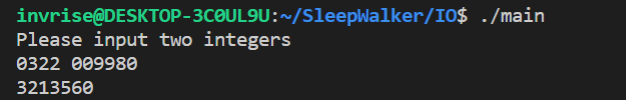 invrise@DESKTOP-3C0UL9U:~/SleepWalker/IO$ ./main
Please input two integers
0322 009980
3213560